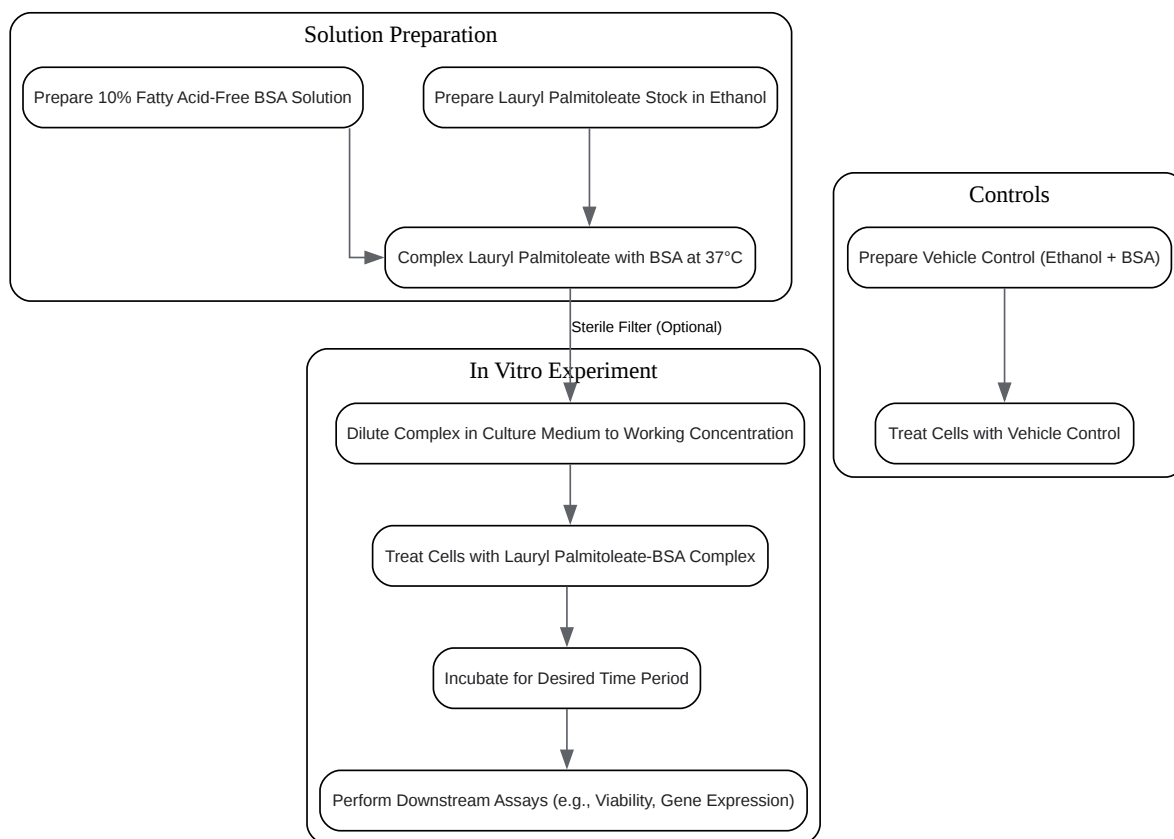 Solution Preparation
Prepare 10% Fatty Acid-Free BSA Solution
Prepare Lauryl Palmitoleate Stock in Ethanol
Complex Lauryl Palmitoleate with BSA at 37°C
Sterile Filter (Optional)
In Vitro Experiment
Dilute Complex in Culture Medium to Working Concentration
Treat Cells with Lauryl Palmitoleate-BSA Complex
Incubate for Desired Time Period
Perform Downstream Assays (e.g., Viability, Gene Expression)
Controls
Prepare Vehicle Control (Ethanol + BSA)
Treat Cells with Vehicle Control